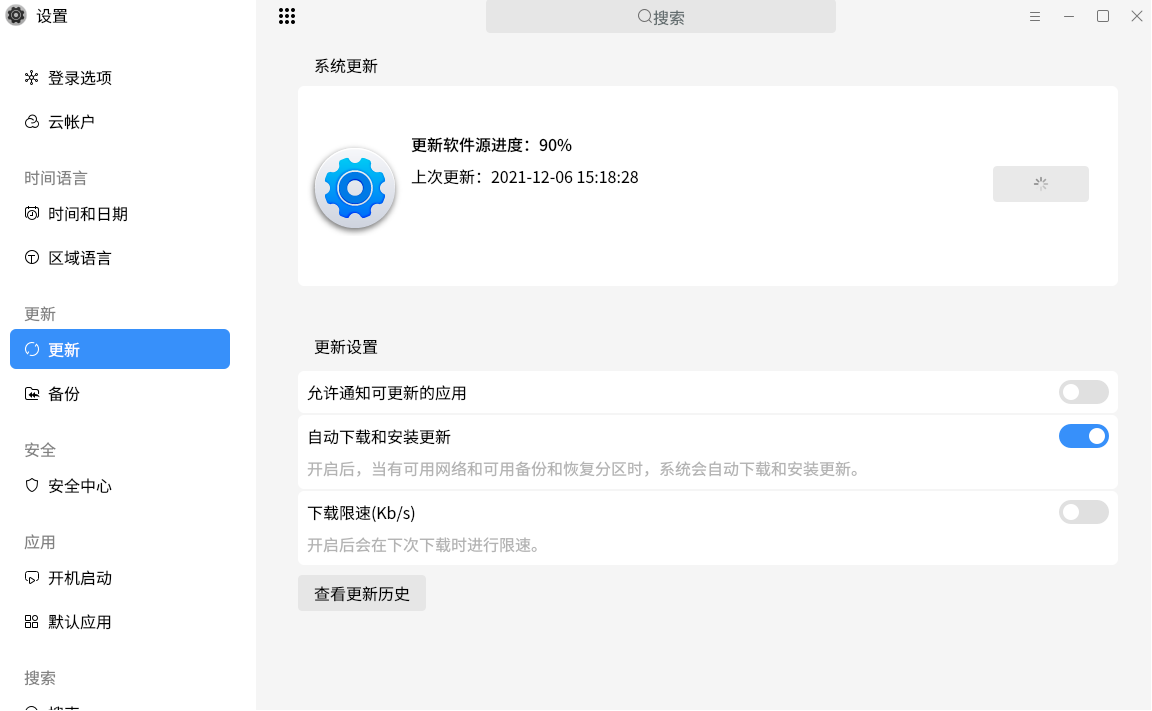 设置
搜索
登录选项
云帐户
时间语言
时间和日期
区域语言
更新
更新
备份
安全
安全中心
应用
开机启动
默认应用
搜索
系统更新
更新软件源进度：90%
上次更新：2021-12-06 15:18:28
更新设置
允许通知可更新的应用
自动下载和安装更新
开启后，当有可用网络和可用备份和恢复分区时，系统会自动下载和安装更新。
下载限速(Kb/s)
开启后会在下次下载时进行限速。
查看更新历史